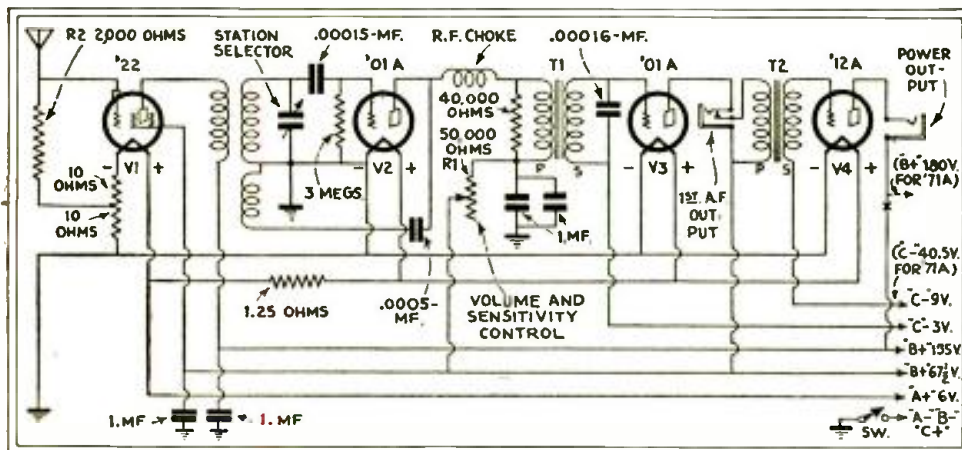 R2 2,000 OHMS
STATION
SELECTOR
.00015-MF.
R.F. CHOKE
.00016-MF.
'22
'01A
T1
'01A
T2
'12A
POWER
OUT-
PUT
40,000
OHMS
50,000
OHMS
R1
- V1 +
10
OHMS
10
OHMS
3 MEGS.
- V2 +
P S
- V3 +
1ST. A.F.
OUT-
PUT
P S
- V4 +
("B+"180V.
FOR '71A)
1.MF.
("C-"40.5V.
FOR '71A)
1.25 OHMS
.0005-
MF.
VOLUME AND
SENSITIVITY
CONTROL
"C-"9V.
"C-"3V.
"B+"135V.
"B+"67½V.
"A+"6V.
1.MF
1. MF
SW.
"A-""B-"
"C+"